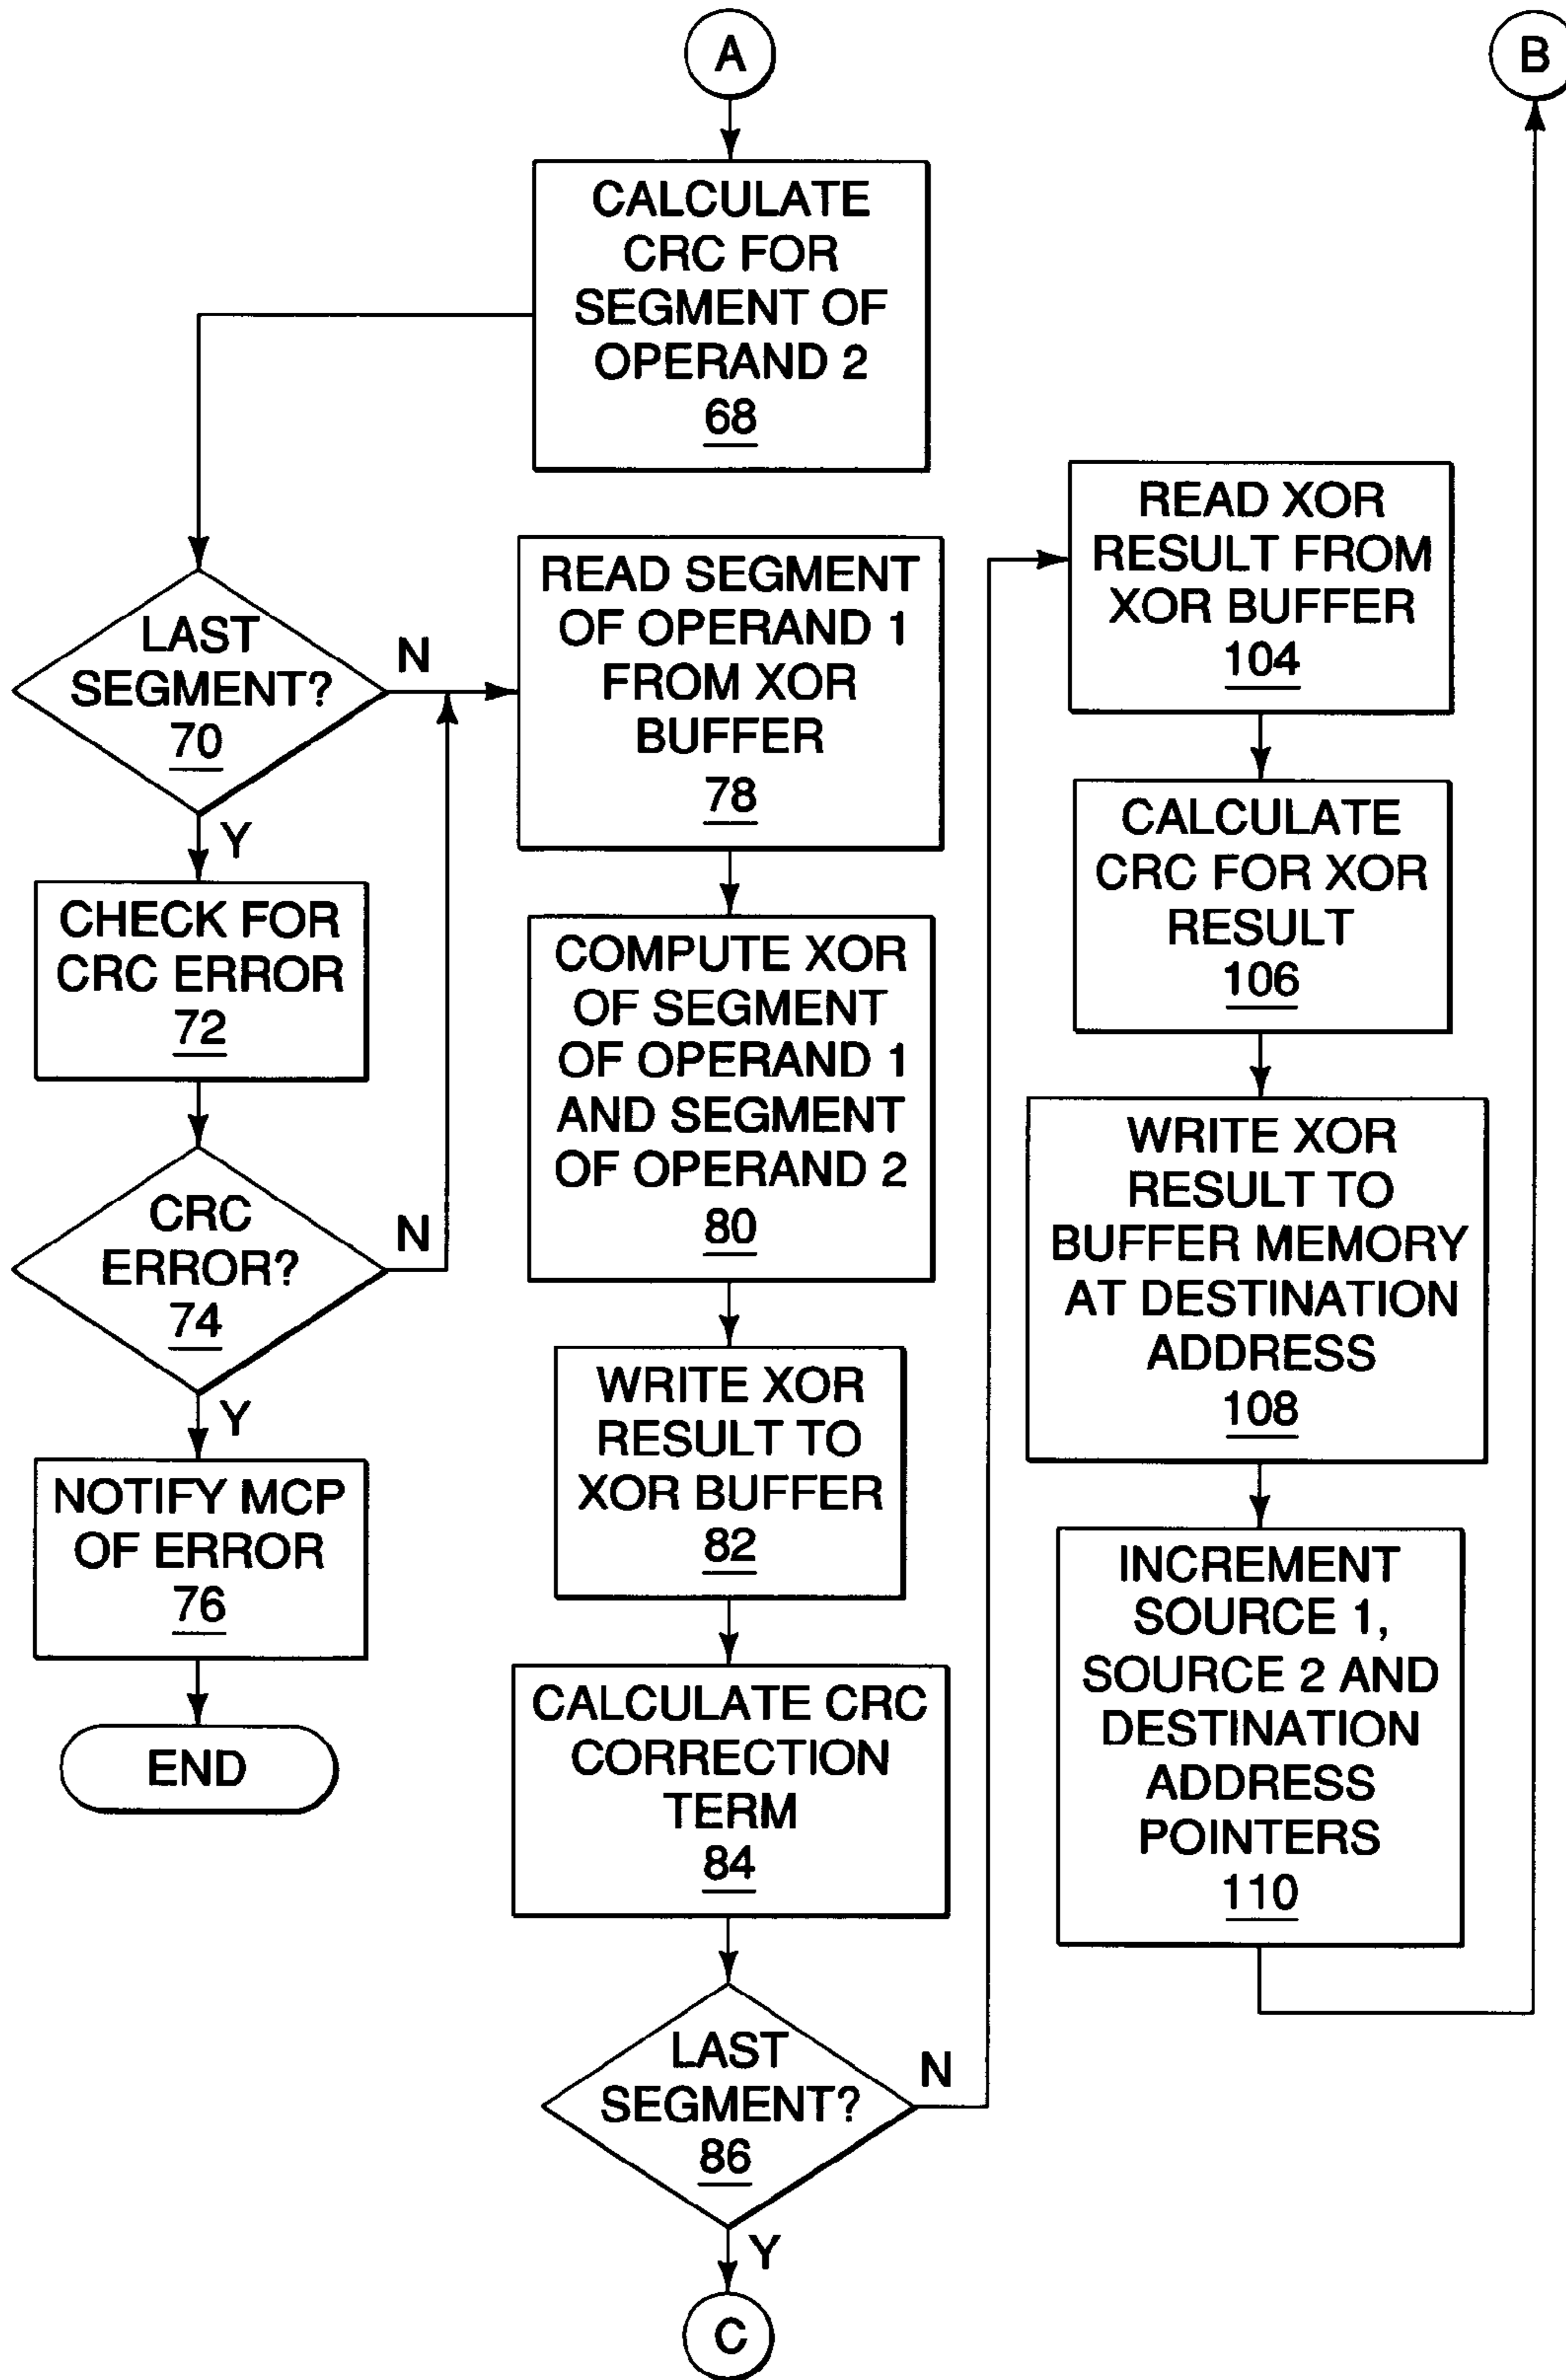 A
B
CALCULATE
CRC FOR
SEGMENT OF
OPERAND 2
68
LAST
SEGMENT?
70
N
Y
CHECK FOR
CRC ERROR
72
CRC
ERROR?
74
N
Y
NOTIFY MCP
OF ERROR
76
END
READ SEGMENT
OF OPERAND 1
FROM XOR
BUFFER
78
COMPUTE XOR
OF SEGMENT
OF OPERAND 1
AND SEGMENT
OF OPERAND 2
80
WRITE XOR
RESULT TO
XOR BUFFER
82
CALCULATE CRC
CORRECTION
TERM
84
LAST
SEGMENT?
86
N
Y
C
READ XOR
RESULT FROM
XOR BUFFER
104
CALCULATE
CRC FOR XOR
RESULT
106
WRITE XOR
RESULT TO
BUFFER MEMORY
AT DESTINATION
ADDRESS
108
INCREMENT
SOURCE 1,
SOURCE 2 AND
DESTINATION
ADDRESS
POINTERS
110